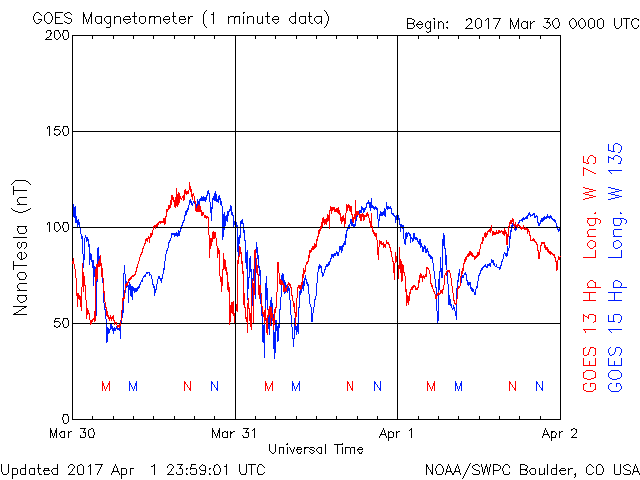 GOES Magnetometer (1 minute data)
Begin: 2017 Mar 30 0000 UTC
200
150
100
50
0
NanoTesla (nT)
M M N N M M N N M M N N
Mar 30 Mar 31 Apr 1 Apr 2
Universal Time
GOES 13 Hp Long. W 75
GOES 15 Hp Long. W 135
Updated 2017 Apr 1 23:59:01 UTC
NOAA/SWPC Boulder, CO USA